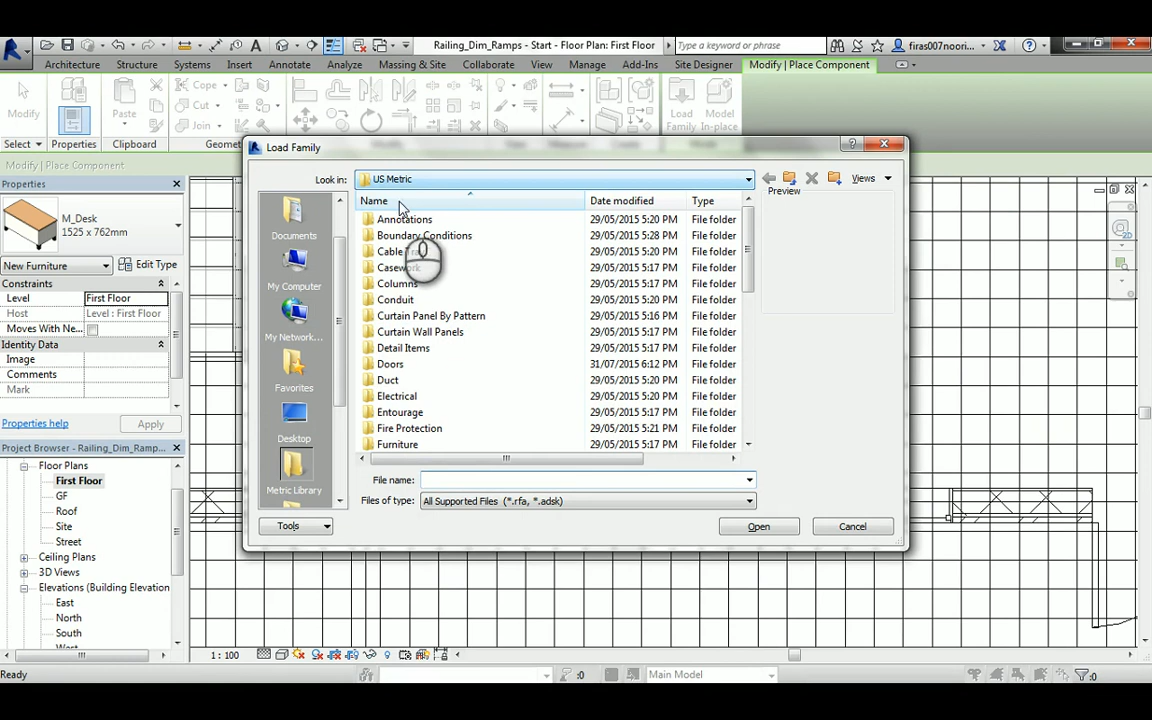 Railing_Dim_Ramps - Start - Floor Plan: First Floor
Type a keyword or phrase
firas007noori...
Architecture Structure Systems Insert Annotate Analyze Massing & Site Collaborate View Manage Add-Ins Site Designer Modify | Place Component
Modify
Paste
Cope
Cut
Join
Load
Family
Model
In-place
Select Properties Clipboard
Modify | Place Component
Load Family
Properties
M_Desk
1525 x 762mm
New Furniture Edit Type
Constraints
Level First Floor
Host Level : First Floor
Moves With Ne...
Identity Data
Image
Comments
Mark
Properties help Apply
Look in: US Metric
Views
Preview
Name Date modified Type
Annotations 29/05/2015 5:20 PM File folder
Boundary Conditions 29/05/2015 5:28 PM File folder
Cable 29/05/2015 5:20 PM File folder
Casework 29/05/2015 5:17 PM File folder
Columns 29/05/2015 5:17 PM File folder
Conduit 29/05/2015 5:20 PM File folder
Curtain Panel By Pattern 29/05/2015 5:16 PM File folder
Curtain Wall Panels 29/05/2015 5:17 PM File folder
Detail Items 29/05/2015 5:17 PM File folder
Doors 31/07/2015 6:12 PM File folder
Duct 29/05/2015 5:20 PM File folder
Electrical 29/05/2015 5:20 PM File folder
Entourage 29/05/2015 5:17 PM File folder
Fire Protection 29/05/2015 5:21 PM File folder
Furniture 29/05/2015 5:17 PM File folder
Documents
My Computer
My Network...
Favorites
Desktop
Metric Library
File name:
Files of type: All Supported Files (*.rfa, *.adsk)
Tools Open Cancel
Project Browser - Railing_Dim_Ramp...
Floor Plans
First Floor
GF
Roof
Site
Street
Ceiling Plans
3D Views
Elevations (Building Elevation
East
North
South
1 : 100
Ready
:0
Main Model
:0